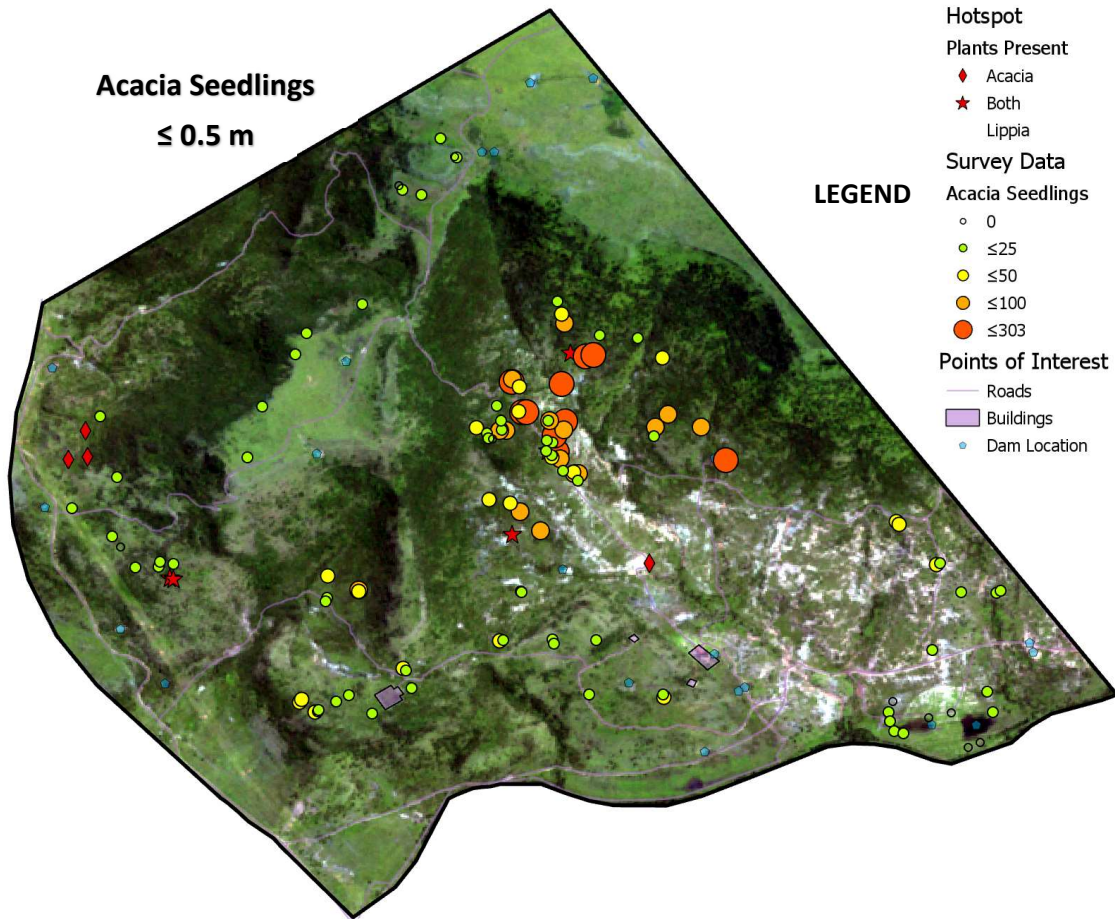 Acacia Seedlings
≤ 0.5 m
LEGEND
Hotspot
Plants Present
Acacia
Both
Lippia
Survey Data
Acacia Seedlings
0
≤25
≤50
≤100
≤303
Points of Interest
Roads
Buildings
Dam Location